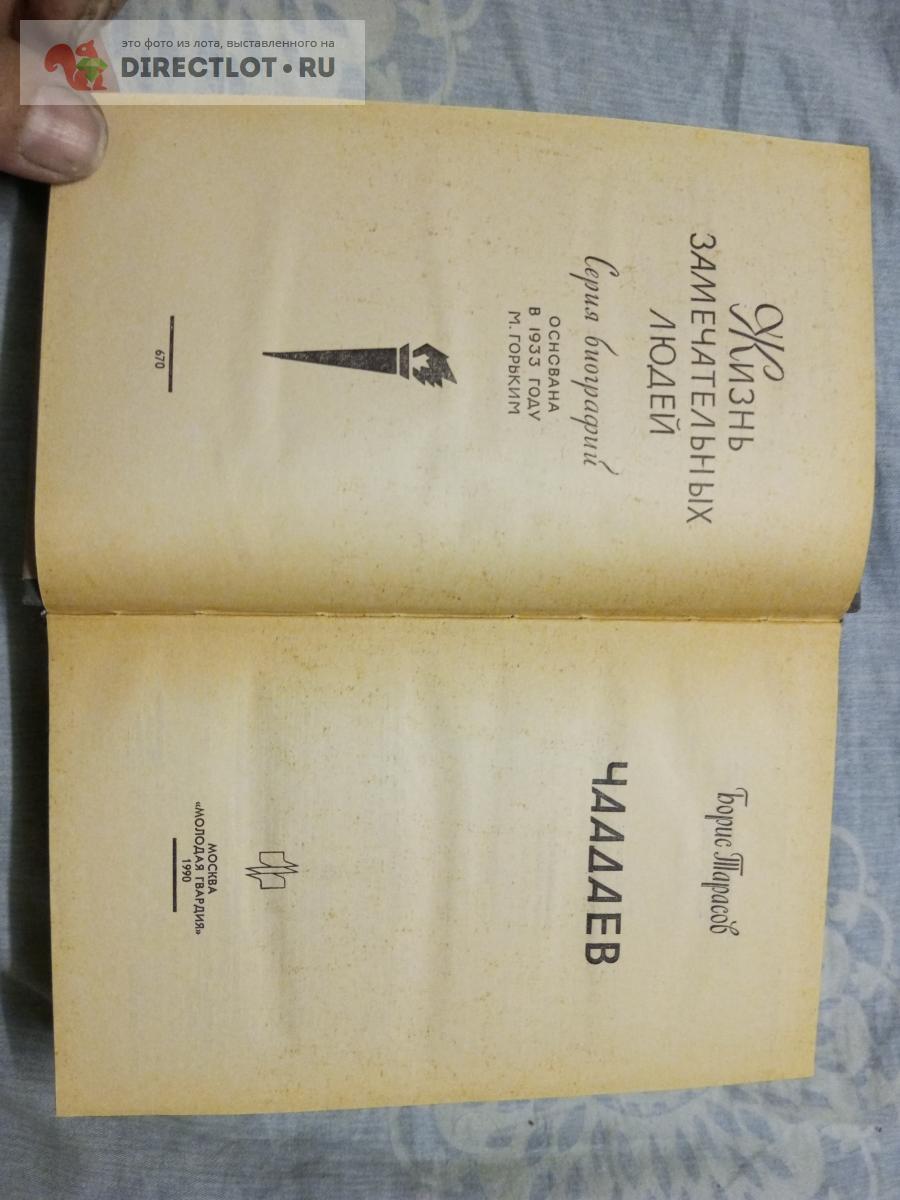 это фото из лота, выставленного на
DIRECTLOT•RU
Жизнь
ЗАМЕЧАТЕЛЬНЫХ
ЛЮДЕЙ
Серия биографий
ОСНСВАНА
В 1933 ГОДУ
М. ГОРЬКИМ
670
Борис Тарасов
ЧААДАЕВ
МОСКВА
«МОЛОДАЯ ГВАРДИЯ»
1990